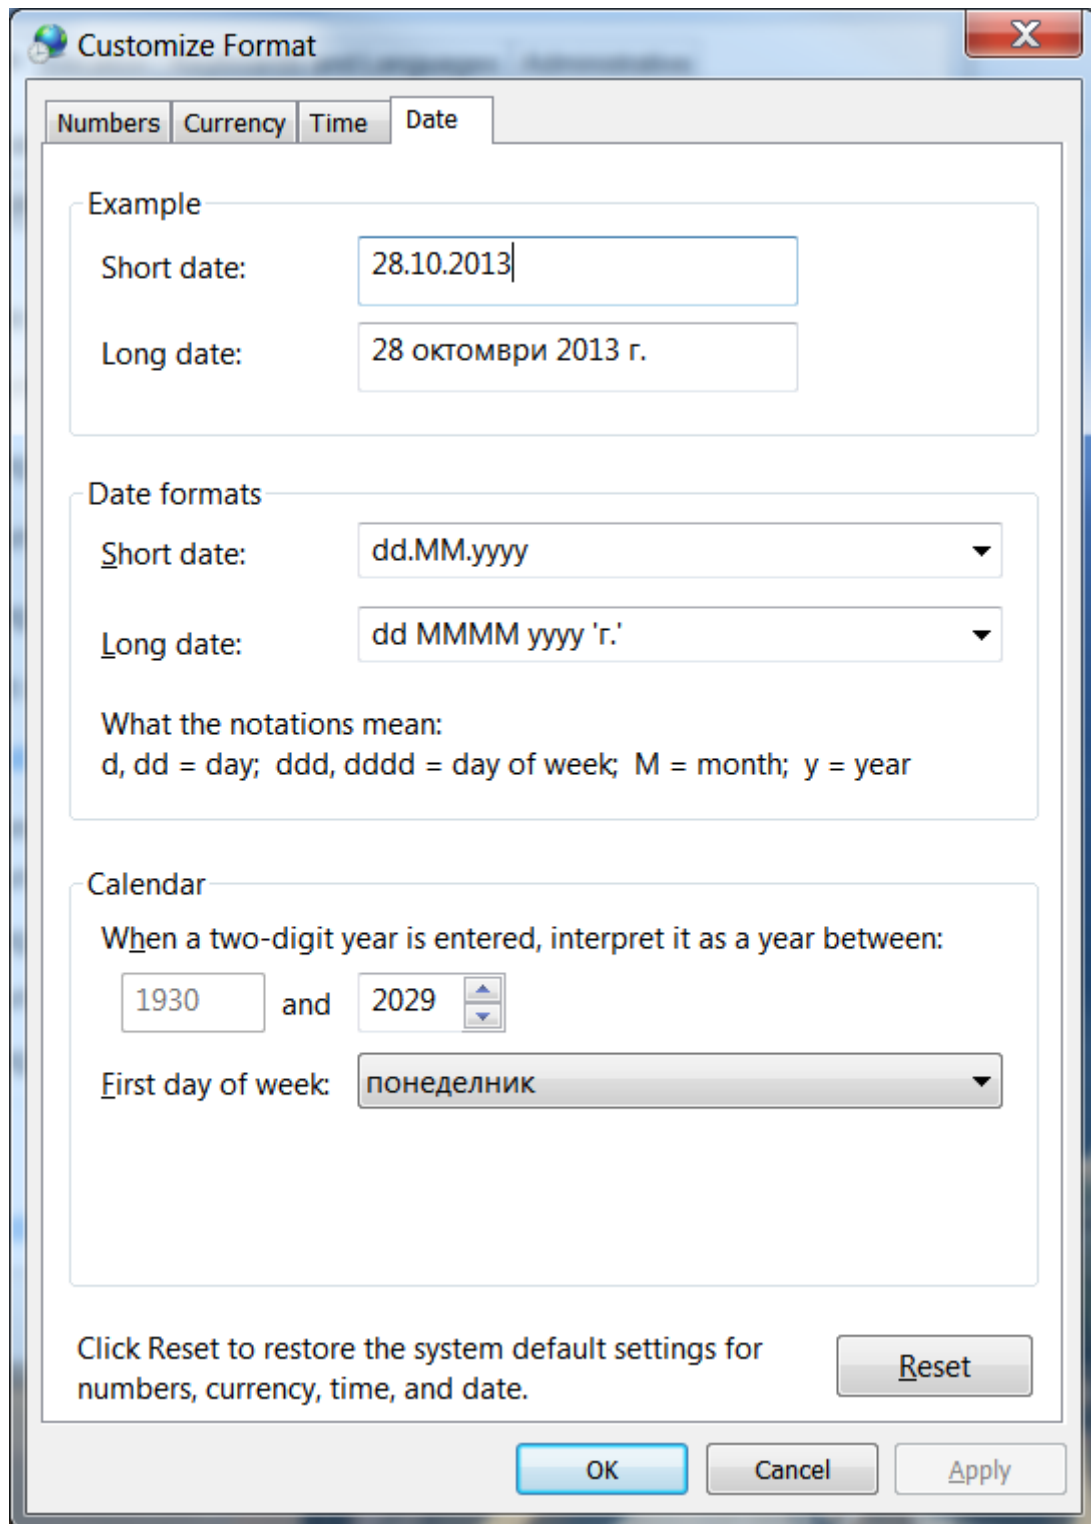 Customize Format
and Languages Administrative
Numbers Currency Time Date
Example
Short date: 28.10.2013
Long date: 28 октомври 2013 г.
Date formats
Short date: dd.MM.yyyy
Long date: dd MMMM yyyy 'г.'
What the notations mean:
d, dd = day; ddd, dddd = day of week; M = month; y = year
Calendar
When a two-digit year is entered, interpret it as a year between:
1930 and 2029
First day of week: понеделник
Click Reset to restore the system default settings for
numbers, currency, time, and date.
Reset
OK Cancel Apply